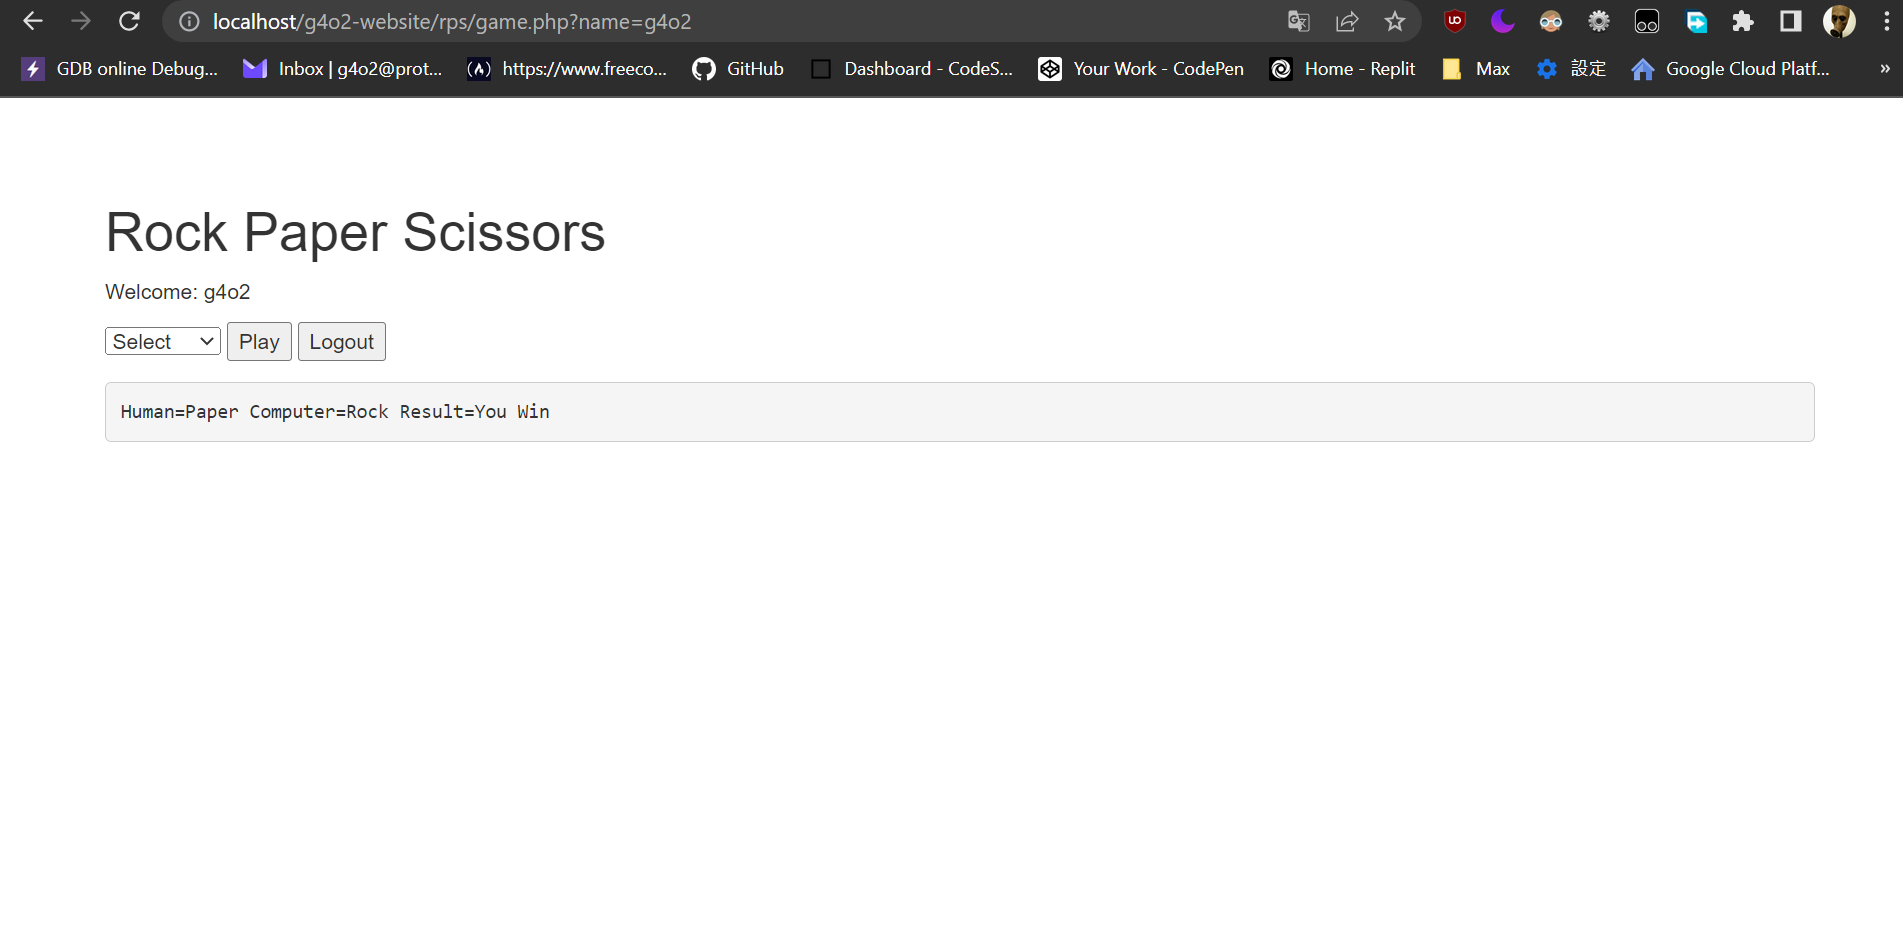 localhost/g4o2-website/rps/game.php?name=g4o2
GDB online Debug... Inbox | g4o2@prot... https://www.freeco... GitHub Dashboard - CodeS... Your Work - CodePen Home - Replit Max 設定 Google Cloud Platf... »
Rock Paper Scissors
Welcome: g4o2
Select Play Logout
Human=Paper Computer=Rock Result=You Win